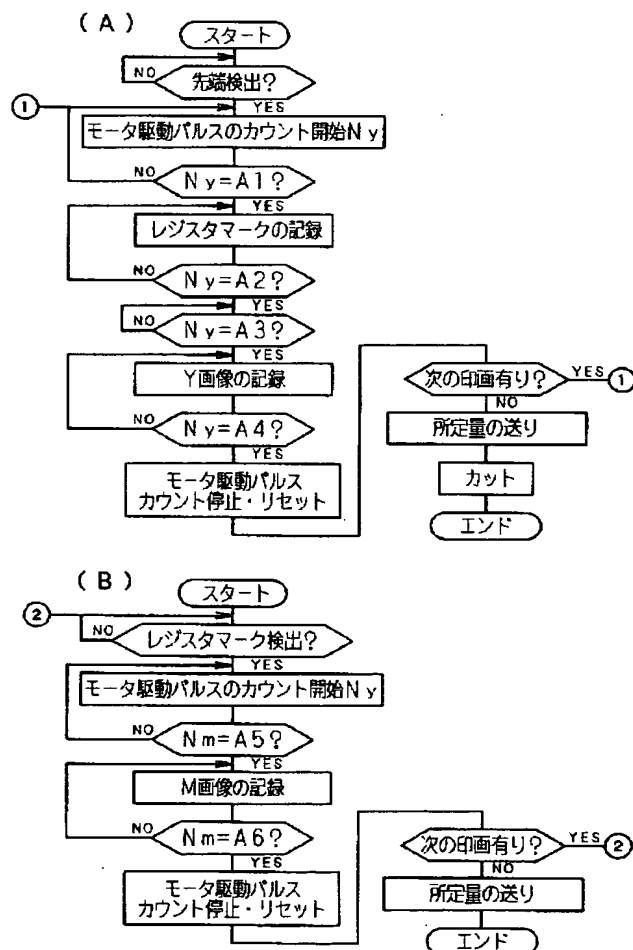 (A)
スタート
NO
先端検出?
①
YES
モータ駆動パルスのカウント開始Ny
NO
Ny=A1?
YES
レジスタマークの記録
NO
Ny=A2?
YES
NO
Ny=A3?
YES
Y画像の記録
NO
Ny=A4?
YES
モータ駆動パルス
カウント停止・リセット
次の印画有り?
YES
①
NO
所定量の送り
カット
エンド
(B)
スタート
②
NO
レジスタマーク検出?
YES
モータ駆動パルスのカウント開始Ny
NO
Nm=A5?
YES
M画像の記録
NO
Nm=A6?
YES
モータ駆動パルス
カウント停止・リセット
次の印画有り?
YES
②
NO
所定量の送り
エンド